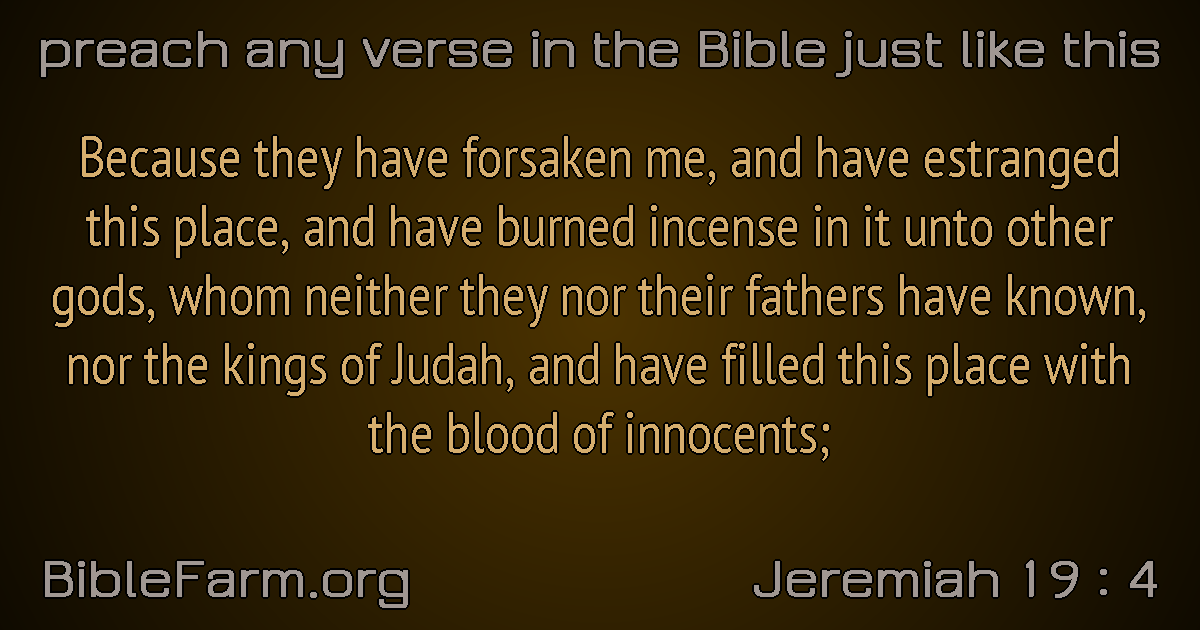 preach any verse in the Bible just like this
Because they have forsaken me, and have estranged
this place, and have burned incense in it unto other
gods, whom neither they nor their fathers have known,
nor the kings of Judah, and have filled this place with
the blood of innocents;
BibleFarm.org
Jeremiah 19 : 4